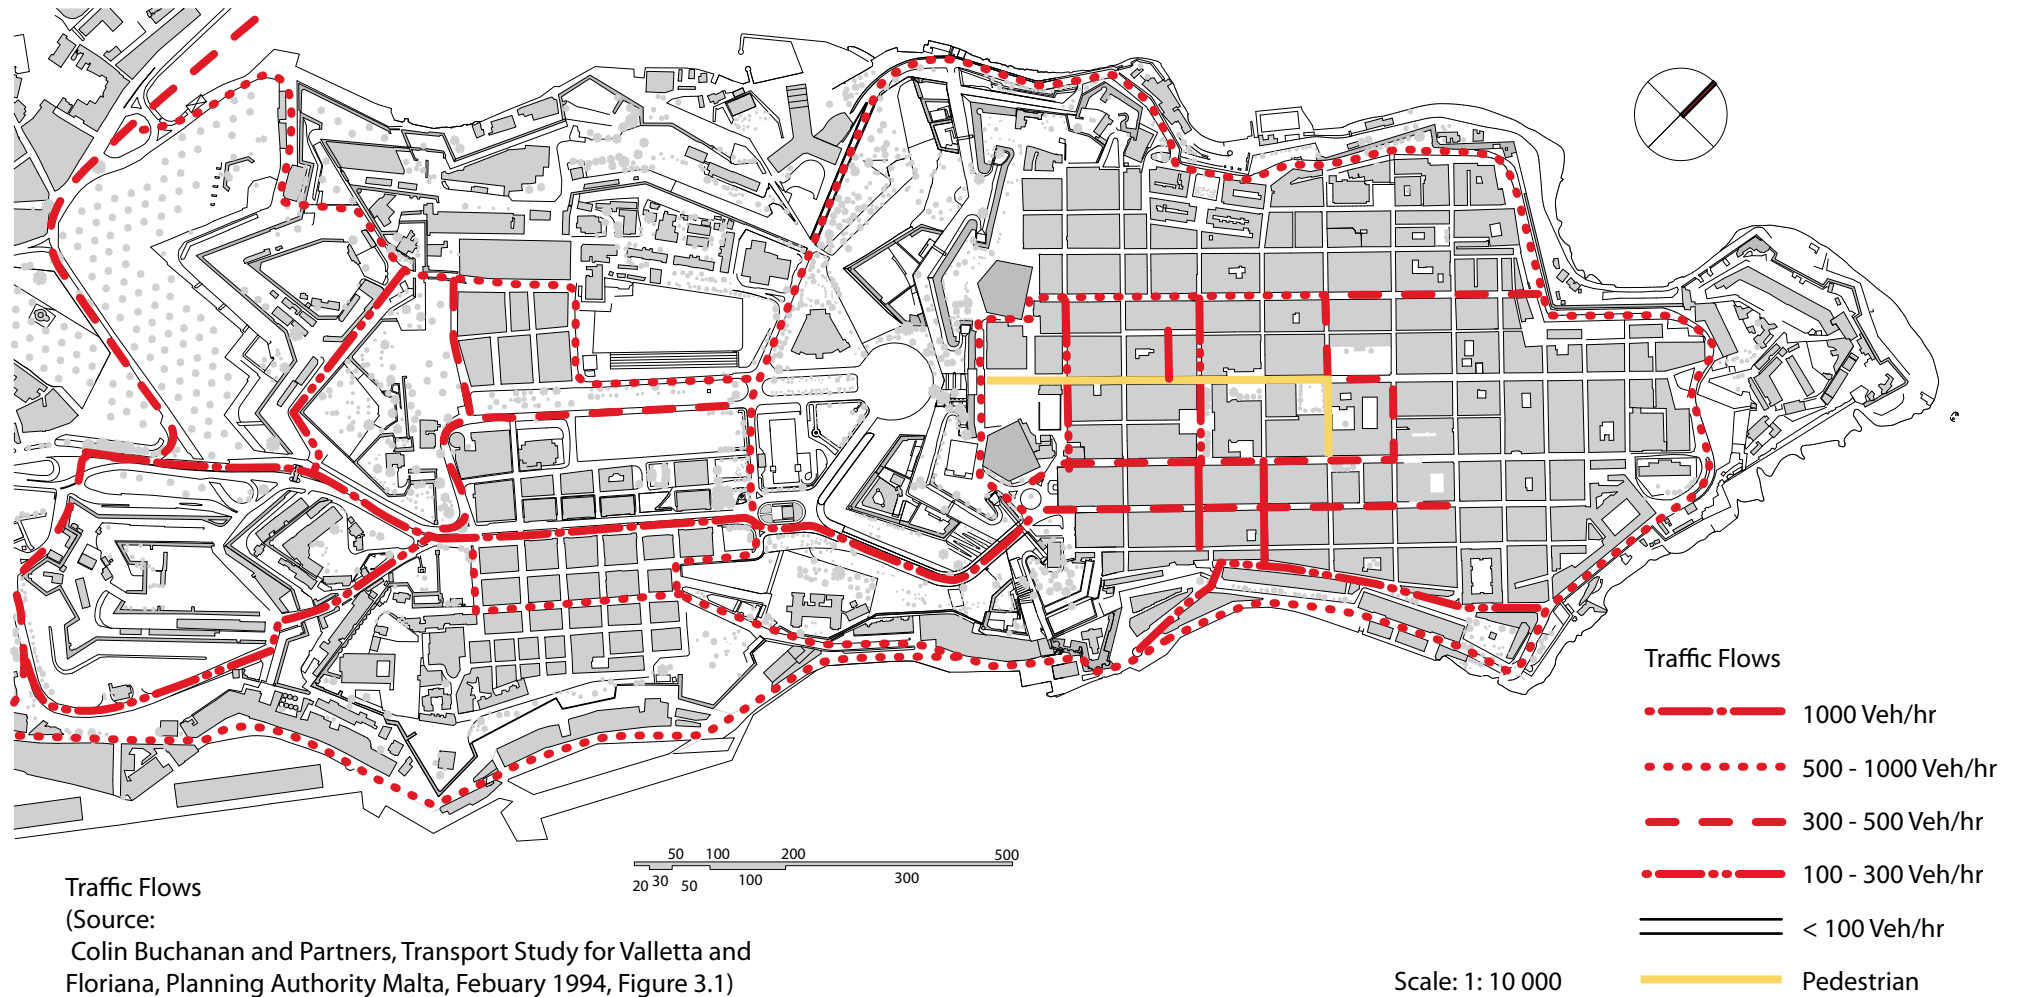 Traffic Flows
1000 Veh/hr
500 - 1000 Veh/hr
300 - 500 Veh/hr
100 - 300 Veh/hr
< 100 Veh/hr
Pedestrian
50 100 200 500
20 30 50 100 300
Traffic Flows
(Source:
Colin Buchanan and Partners, Transport Study for Valletta and
Floriana, Planning Authority Malta, Febuary 1994, Figure 3.1)
Scale: 1: 10 000